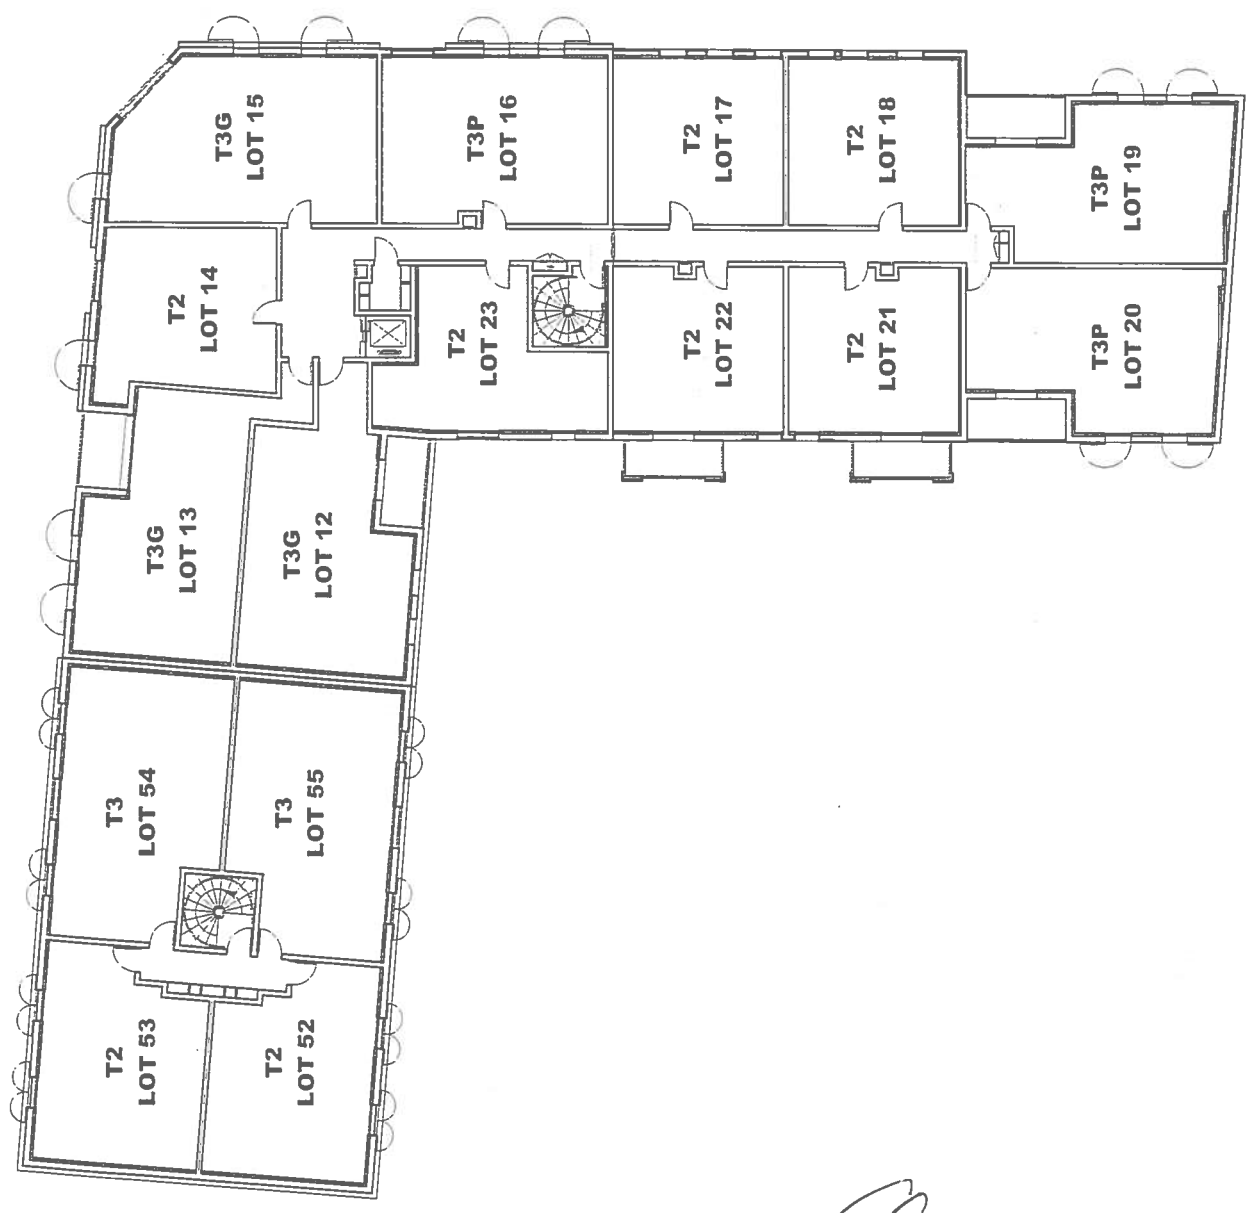 T3G
LOT 15
T3P
LOT 16
T2
LOT 17
T2
LOT 18
T3P
LOT 19
T2
LOT 14
T2
LOT 23
T2
LOT 22
T2
LOT 21
T3P
LOT 20
T3G
LOT 13
T3G
LOT 12
T3
LOT 54
T3
LOT 55
T2
LOT 53
T2
LOT 52